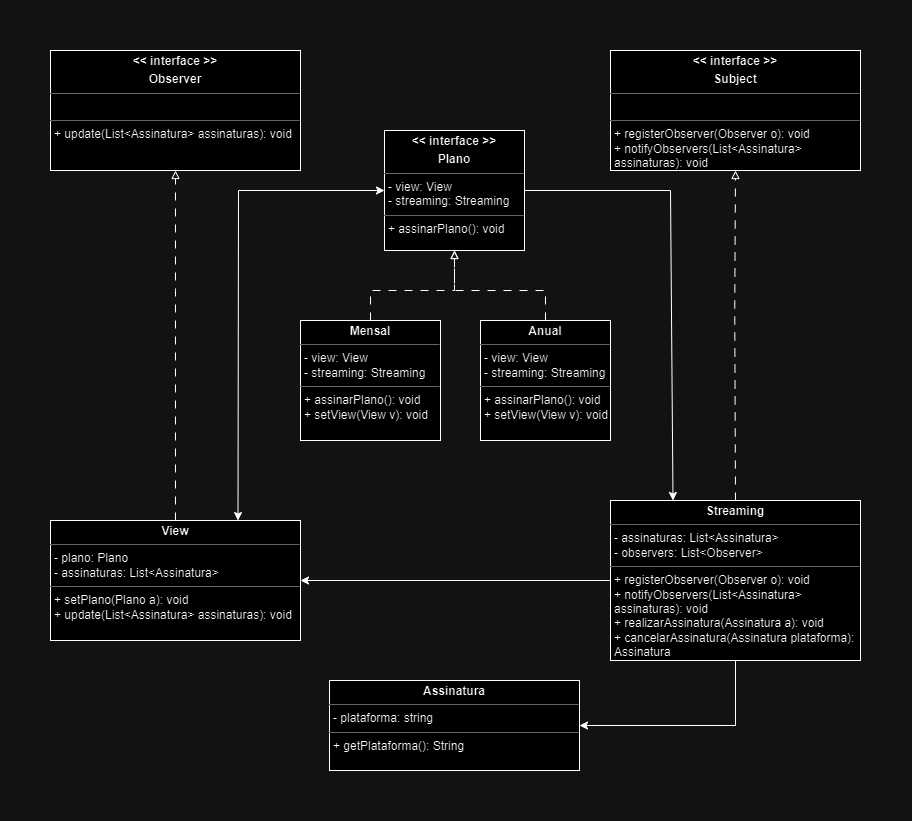 << interface >>
Observer
+ update(List<Assinatura> assinaturas): void
<< interface >>
Subject
+ registerObserver(Observer o): void
+ notifyObservers(List<Assinatura>
assinaturas): void
<< interface >>
Plano
- view: View
- streaming: Streaming
+ assinarPlano(): void
Mensal
- view: View
- streaming: Streaming
+ assinarPlano(): void
+ setView(View v): void
Anual
- view: View
- streaming: Streaming
+ assinarPlano(): void
+ setView(View v): void
View
- plano: Plano
- assinaturas: List<Assinatura>
+ setPlano(Plano a): void
+ update(List<Assinatura> assinaturas): void
Streaming
- assinaturas: List<Assinatura>
- observers: List<Observer>
+ registerObserver(Observer o): void
+ notifyObservers(List<Assinatura>
assinaturas): void
+ realizarAssinatura(Assinatura a): void
+ cancelarAssinatura(Assinatura plataforma):
Assinatura
Assinatura
- plataforma: string
+ getPlataforma(): String